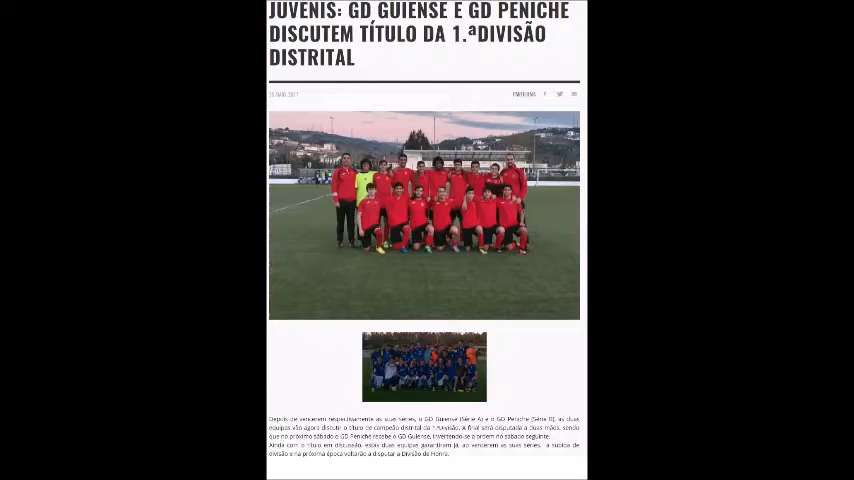 JUVENIS: GD GUIENSE E GD PENICHE
DISCUTEM TÍTULO DA 1.ªDIVISÃO
DISTRITAL
PARTILHAR
Depois de vencerem respectivamente as suas séries, o GD Guiense (Série A) e o GD Peniche (Série B), as duas
equipas vão agora discutir o título de campeão distrital da 1.ªDivisão. A final será disputada a duas mãos, sendo
que no próximo sábado o GD Peniche recebe o GD Guiense, invertendo-se a ordem no sábado seguinte.
Ainda com o título em discussão, estas duas equipas garantiram já, ao vencerem as suas séries, a subida de
divisão e na próxima época voltarão a disputar a Divisão de Honra.